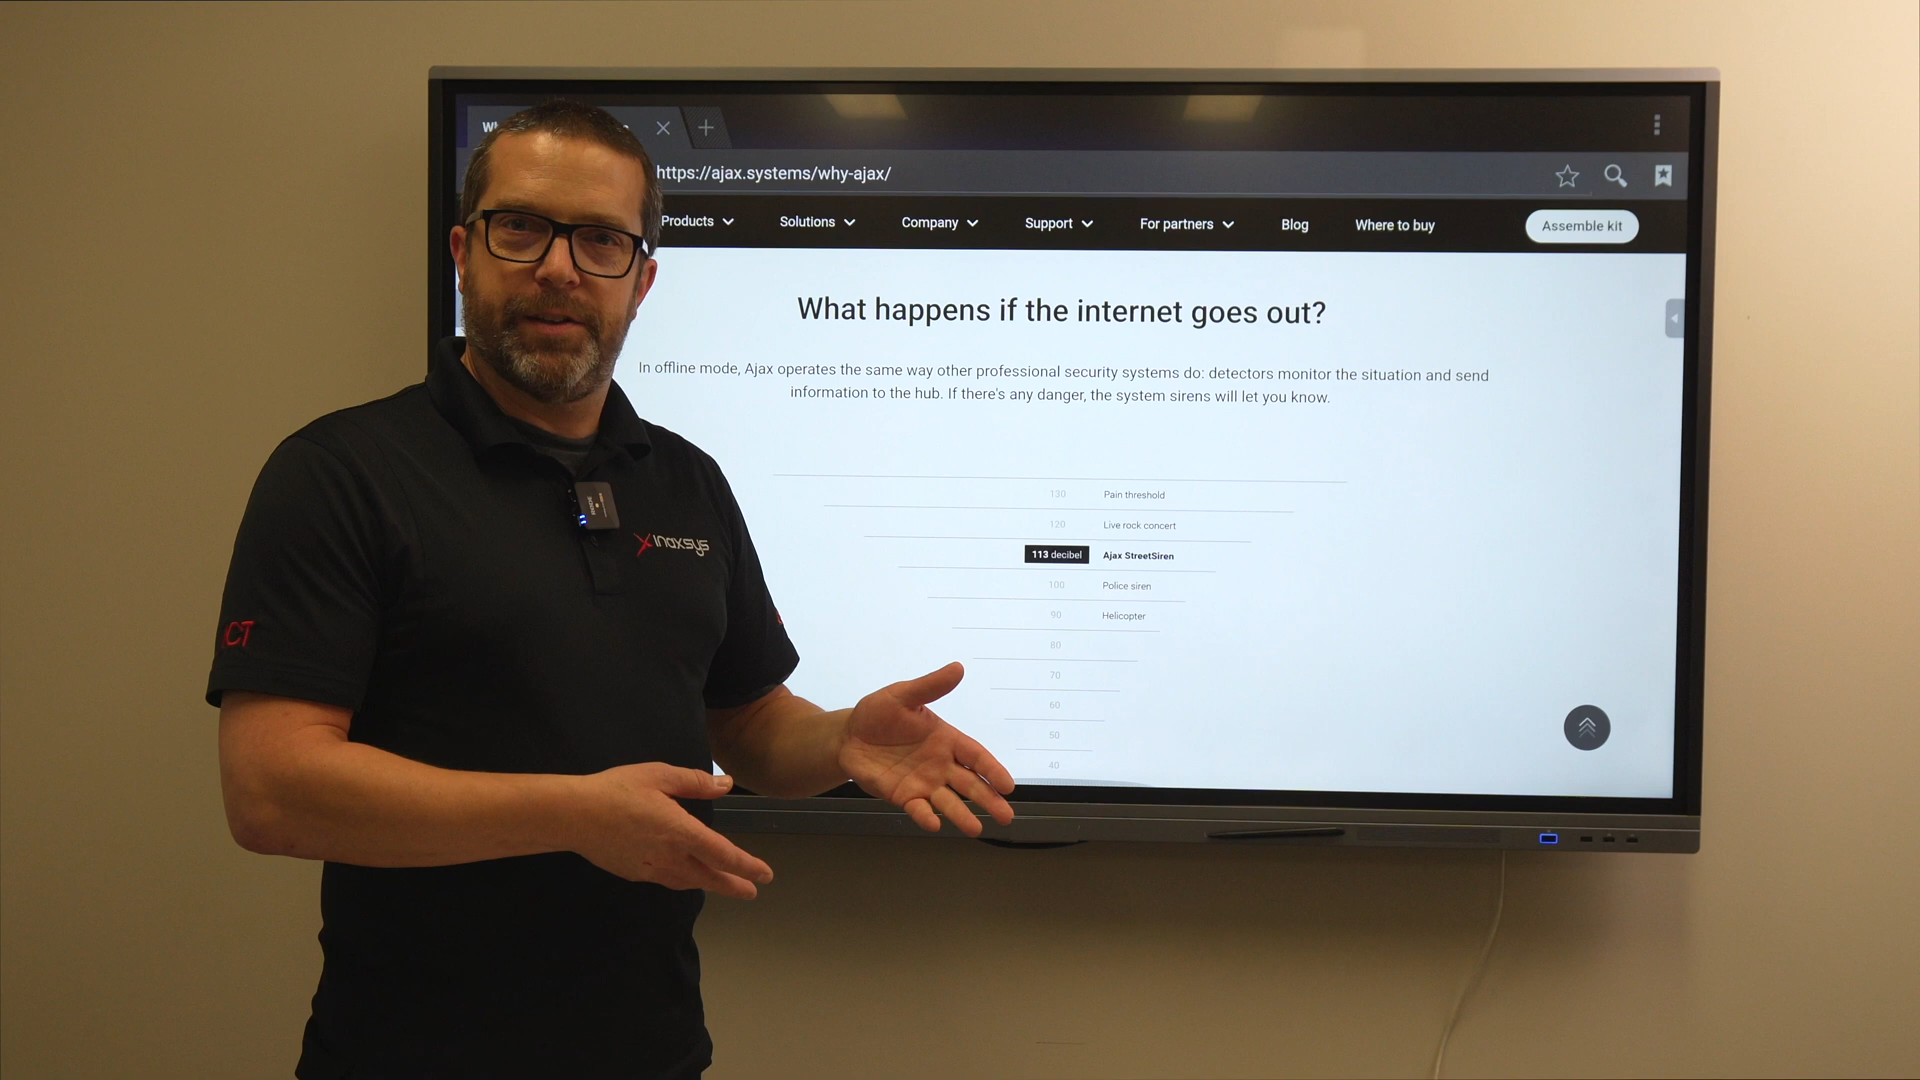 https://ajax.systems/why-ajax/
Products
Solutions
Company
Support
For partners
Blog
Where to buy
Assemble kit
What happens if the internet goes out?
In offline mode, Ajax operates the same way other professional security systems do: detectors monitor the situation and send
information to the hub. If there's any danger, the system sirens will let you know.
130 Pain threshold
120 Live rock concert
113 decibel Ajax StreetSiren
100 Police siren
90 Helicopter
80
70
60
50
40
inaxsys
ICT